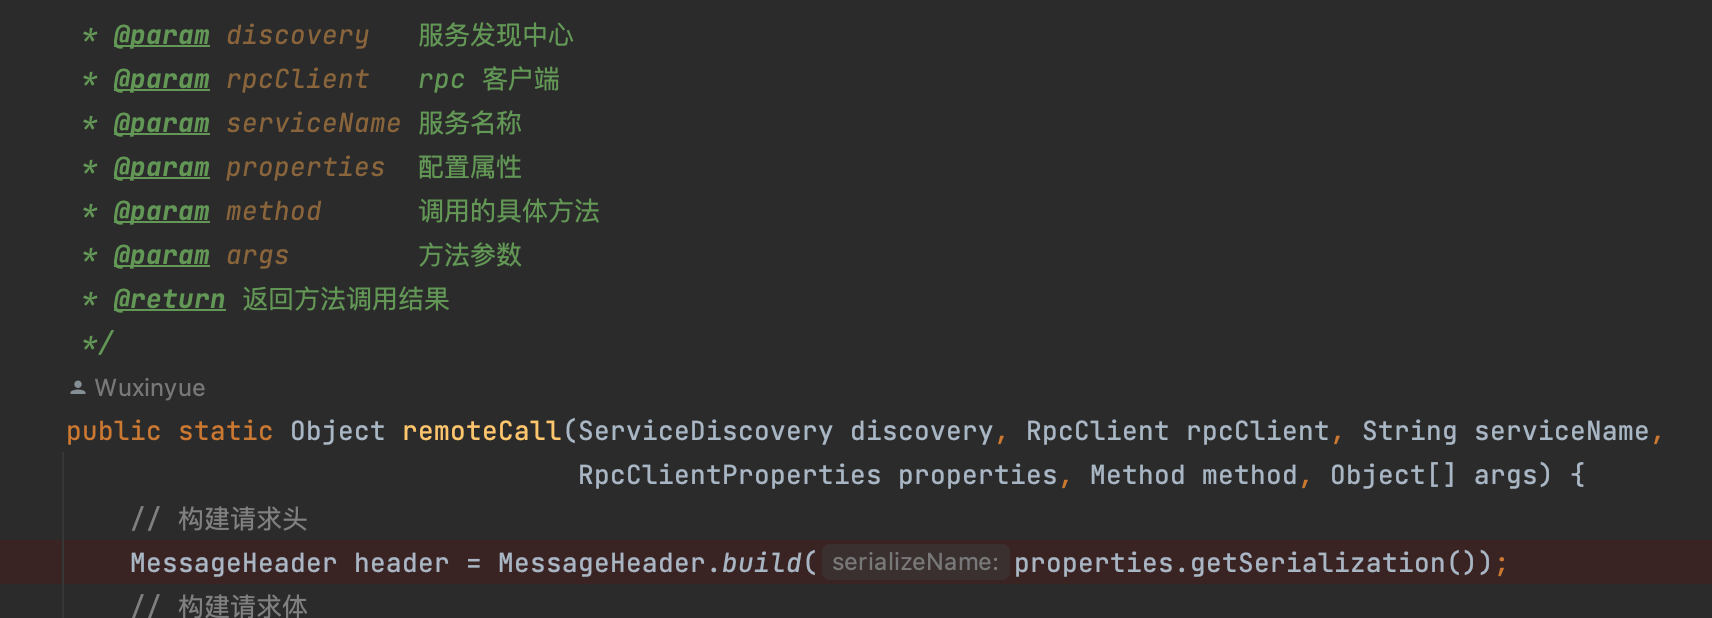 * @param discovery 服务发现中心
* @param rpcClient rpc 客户端
* @param serviceName 服务名称
* @param properties 配置属性
* @param method 调用的具体方法
* @param args 方法参数
* @return 返回方法调用结果
*/
Wuxinyue
public static Object remoteCall(ServiceDiscovery discovery, RpcClient rpcClient, String serviceName,
RpcClientProperties properties, Method method, Object[] args) {
// 构建请求头
MessageHeader header = MessageHeader.build( serializeName: properties.getSerialization());
// 构建请求体